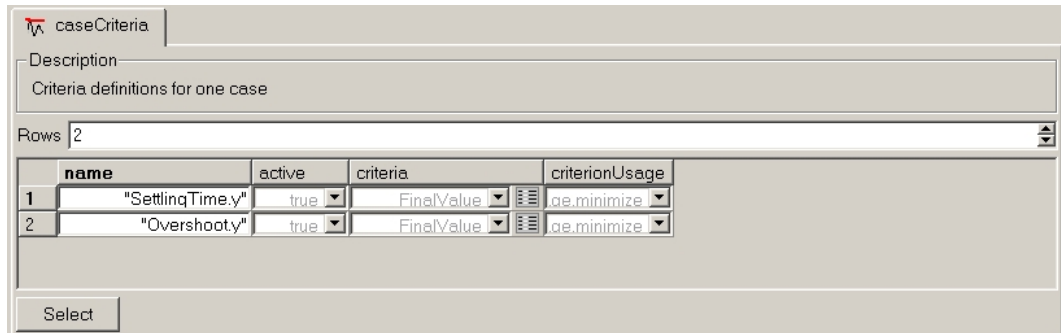 caseCriteria
Description
Criteria definitions for one case
Rows 2
name active criteria criterionUsage
1 "SettlingTime.y" true FinalValue .ge.minimize
2 "Overshoot.y" true FinalValue .ge.minimize
Select